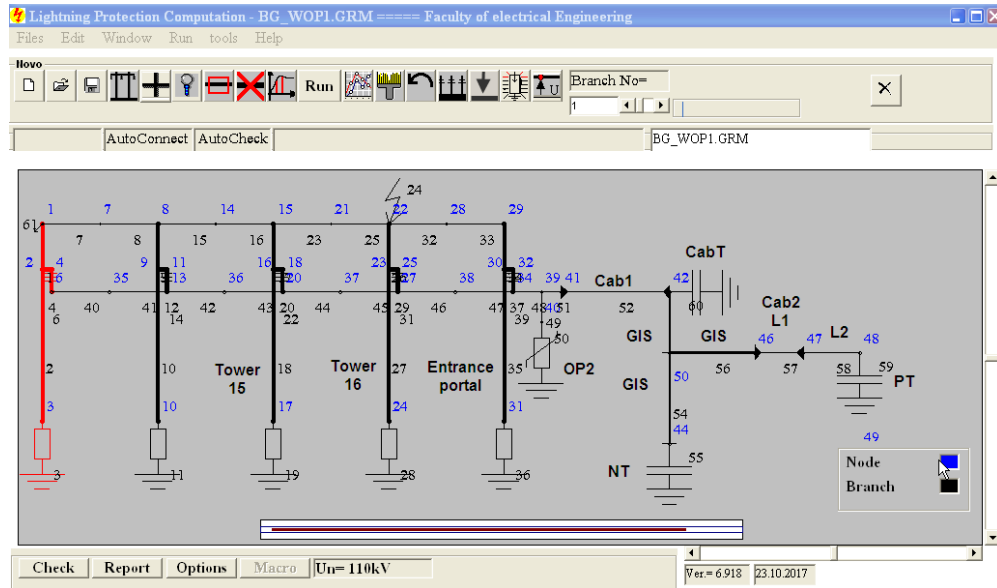 Lightning Protection Computation - BG_WOP1.GRM ===== Faculty of electrical Engineering
Files Edit Window Run tools Help
Novo
Run
Branch No=
1
U
AutoConnect AutoCheck
BG_WOP1.GRM
24
1 7 8 14 15 21 22 28 29
61
7 8 15 16 23 25 32 33
CabT
2 4 9 11 16 18 23 25 30 32
35 13 36 20 37 27 38 34 39 41
Cab1
42
4 40 41 12 42 43 20 44 45 29 46 47 37 48 51 52 60
Cab2
6 14 22 31 39 49
40
L1
50
GIS GIS
46 47
L2
48
2 10
Tower
15
18
Tower
16
27
Entrance
portal
35
OP2
GIS
50
56 57 58 59
PT
3 10 17 24 31
54
44
49
3 11 19 28 36
NT
55
Node
Branch
Check Report Options Macro Un= 110kV
Ver.= 6.918 23.10.2017